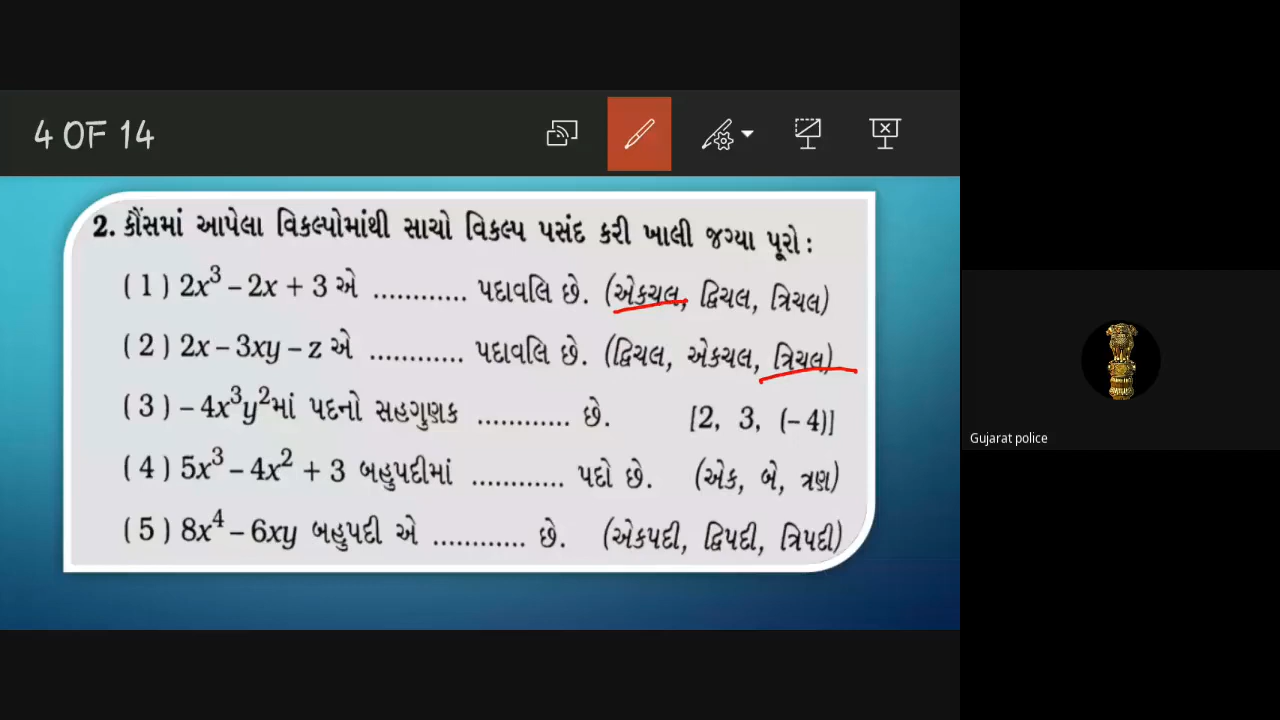 4 OF 14
2. કૌંસમાં આપેલા વિકલ્પોમાંથી સાચો વિકલ્પ પસંદ કરી ખાલી જગ્યા પૂરો :
( 1 ) 2x³ – 2x + 3 એ ............ પદાવલિ છે. (એકચલ, દ્વિચલ, ત્રિચલ)
( 2 ) 2x – 3xy – z એ ............ પદાવલિ છે. (દ્વિચલ, એકચલ, ત્રિચલ)
( 3 ) – 4x³y²માં પદનો સહગુણક ............ છે. [2, 3, (– 4)]
( 4 ) 5x³ – 4x² + 3 બહુપદીમાં ............ પદો છે. (એક, બે, ત્રણ)
( 5 ) 8x⁴ – 6xy બહુપદી એ ............ છે. (એકપદી, દ્વિપદી, ત્રિપદી)
Gujarat police